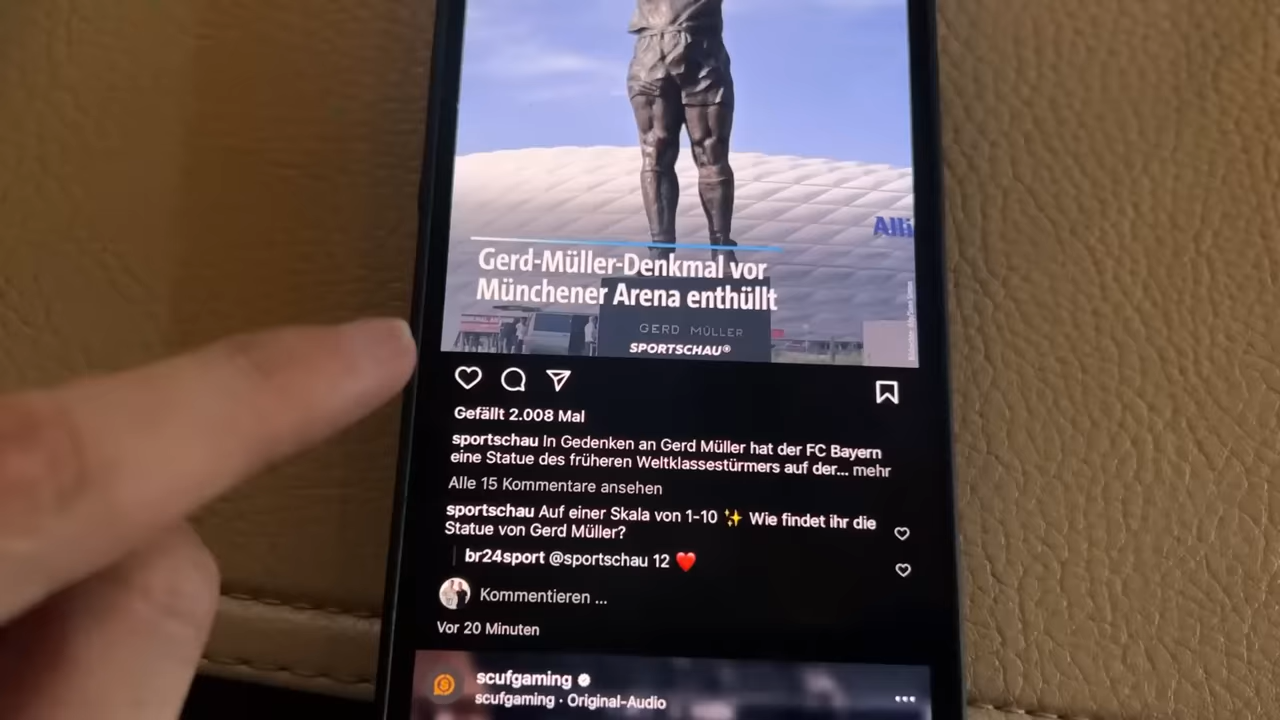 Alli
Gerd-Müller-Denkmal vor
Münchener Arena enthüllt
GERD MÜLLER
SPORTSCHAU
Gefällt 2.008 Mal
sportschau In Gedenken an Gerd Müller hat der FC Bayern
eine Statue des früheren Weltklassestürmers auf der... mehr
Alle 15 Kommentare ansehen
sportschau Auf einer Skala von 1-10 ✨ Wie findet ihr die
Statue von Gerd Müller?
br24sport @sportschau 12 ❤️
Kommentieren ...
Vor 20 Minuten
scufgaming
scufgaming · Original-Audio